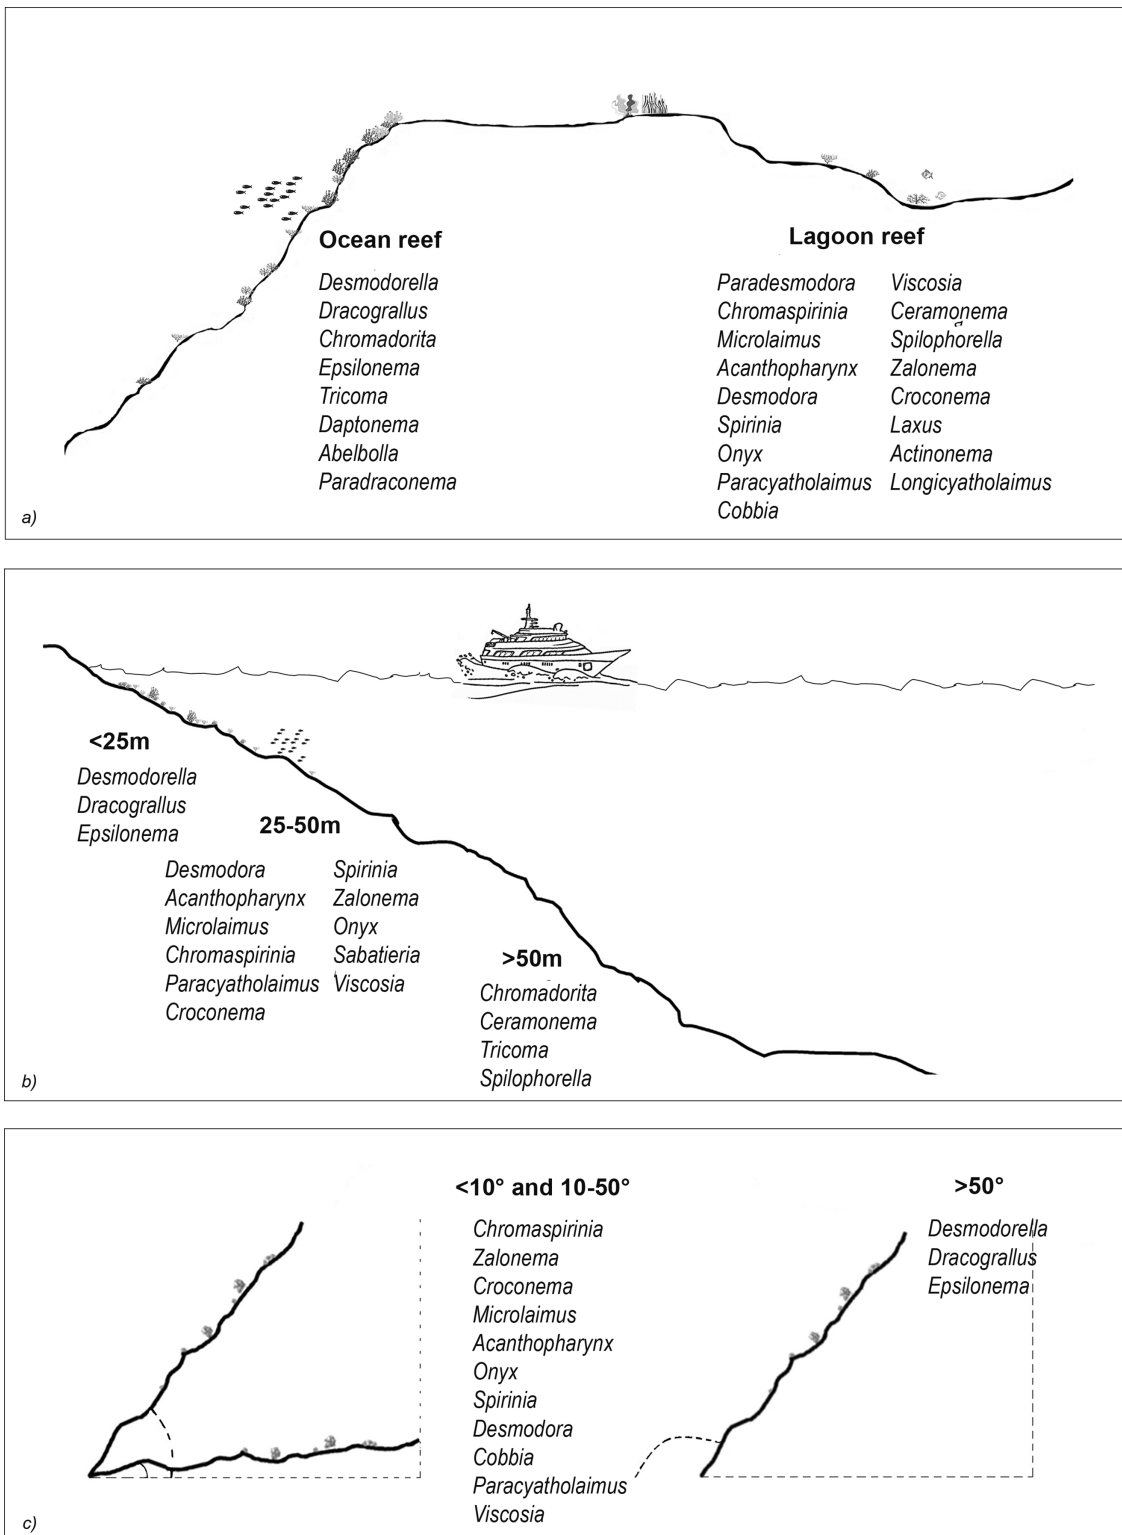 Ocean reef
Desmodorella
Dracograllus
Chromadorita
Epsilonema
Tricoma
Daptonema
Abelbolla
Paradraconema
Lagoon reef
Paradesmodora Viscosia
Chromaspirinia Ceramonema
Microlaimus Spilophorella
Acanthopharynx Zalonema
Desmodora Croconema
Spirinia Laxus
Onyx Actinonema
Paracyatholaimus Longicyatholaimus
Cobbia
a)
<25m
Desmodorella
Dracograllus
Epsilonema
25-50m
Desmodora Spirinia
Acanthopharynx Zalonema
Microlaimus Onyx
Chromaspirinia Sabatieria
Paracyatholaimus Viscosia
Croconema
>50m
Chromadorita
Ceramonema
Tricoma
Spilophorella
b)
<10° and 10-50°
Chromaspirinia
Zalonema
Croconema
Microlaimus
Acanthopharynx
Onyx
Spirinia
Desmodora
Cobbia
Paracyatholaimus
Viscosia
>50°
Desmodorella
Dracograllus
Epsilonema
c)